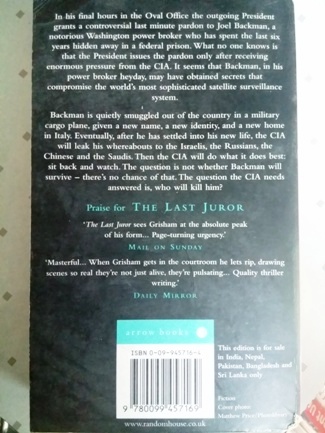 In his final hours in the Oval Office the outgoing President
grants a controversial last minute pardon to Joel Backman, a
notorious Washington power broker who has spent the last six
years hidden away in a federal prison. What no one knows is
that the President issues the pardon only after receiving
enormous pressure from the CIA. It seems that Backman, in his
power broker heyday, may have obtained secrets that
compromise the world's most sophisticated satellite surveillance
system.
Backman is quietly smuggled out of the country in a military
cargo plane, given a new name, a new identity, and a new home
in Italy. Eventually, after he has settled into his new life, the CIA
will leak his whereabouts to the Israelis, the Russians, the
Chinese and the Saudis. Then the CIA will do what it does best:
sit back and watch. The question is not whether Backman will
survive – there's no chance of that. The question the CIA needs
answered is, who will kill him?
Praise for THE LAST JUROR
'The Last Juror sees Grisham at the absolute peak
of his form... Page-turning urgency.'
MAIL ON SUNDAY
'Masterful... When Grisham gets in the courtroom he lets rip, drawing
scenes so real they're not just alive, they're pulsating... Quality thriller
writing.'
DAILY MIRROR
arrow books
ISBN 0-09-945716-4
9 780099 457169
This edition is for sale
in India, Nepal,
Pakistan, Bangladesh and
Sri Lanka only
Fiction
Cover photo
www.randomhouse.co.uk